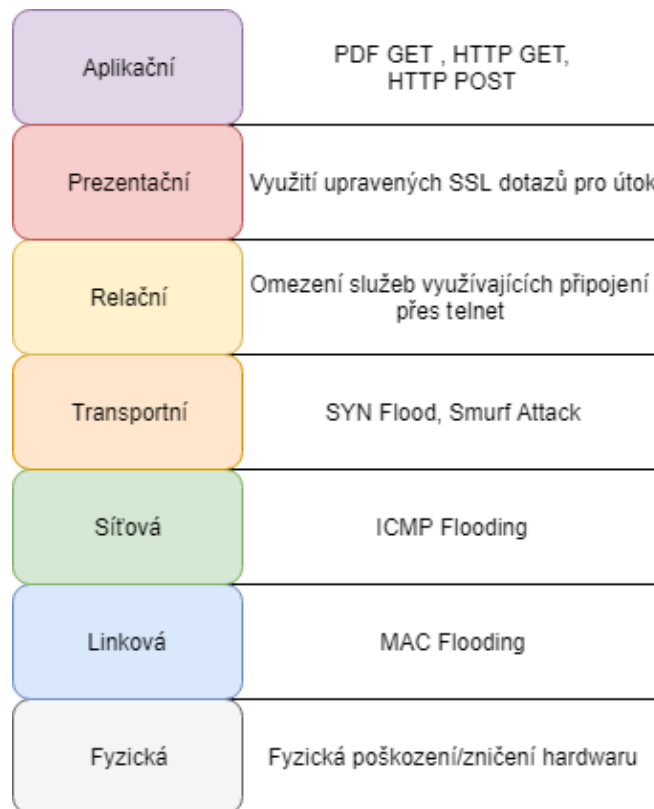 Aplikační
PDF GET , HTTP GET,
HTTP POST
Prezentační
Využití upravených SSL dotazů pro útok
Relační
Omezení služeb využívajících připojení
přes telnet
Transportní
SYN Flood, Smurf Attack
Síťová
ICMP Flooding
Linková
MAC Flooding
Fyzická
Fyzická poškození/zničení hardwaru